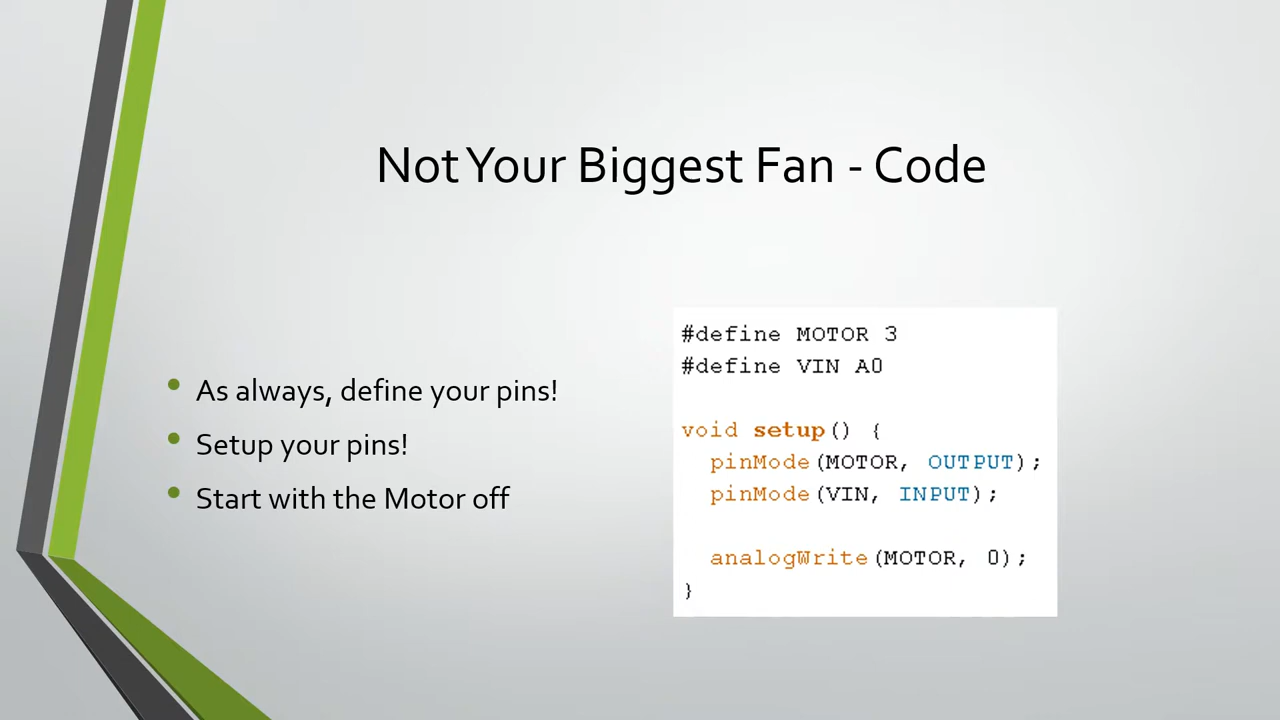 Not Your Biggest Fan - Code
• As always, define your pins!
• Setup your pins!
• Start with the Motor off
#define MOTOR 3
#define VIN A0
void setup() {
  pinMode(MOTOR, OUTPUT);
  pinMode(VIN, INPUT);
  analogWrite(MOTOR, 0);
}